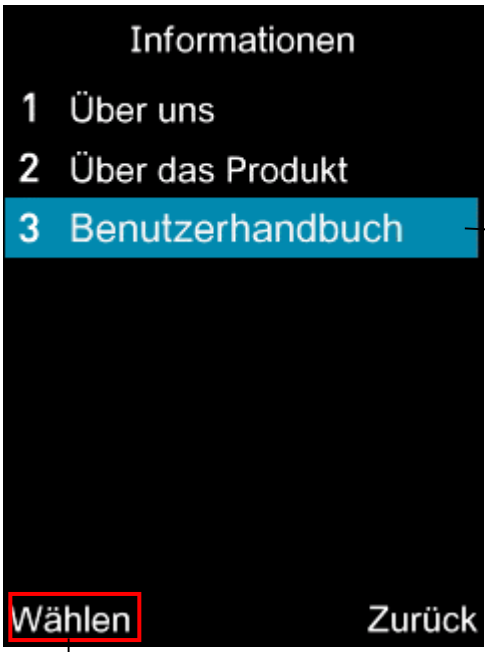 Informationen
1 Über uns
2 Über das Produkt
3 Benutzerhandbuch
Wählen Zurück